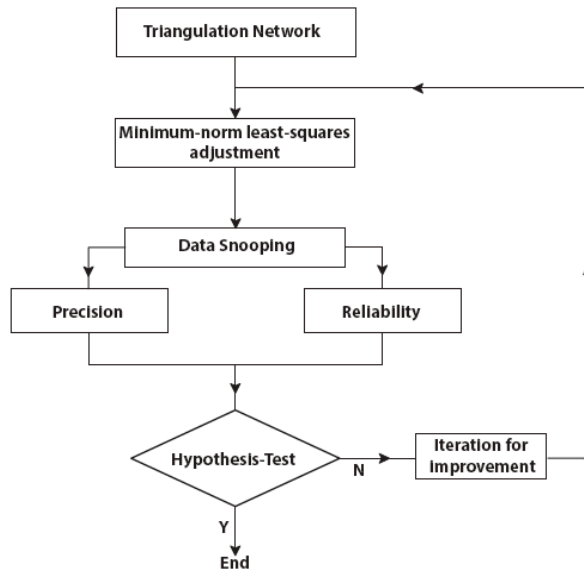 Triangulation Network
Minimum-norm least-squares
adjustment
Data Snooping
Precision
Reliability
Hypothesis-Test
N
Iteration for
improvement
Y
End